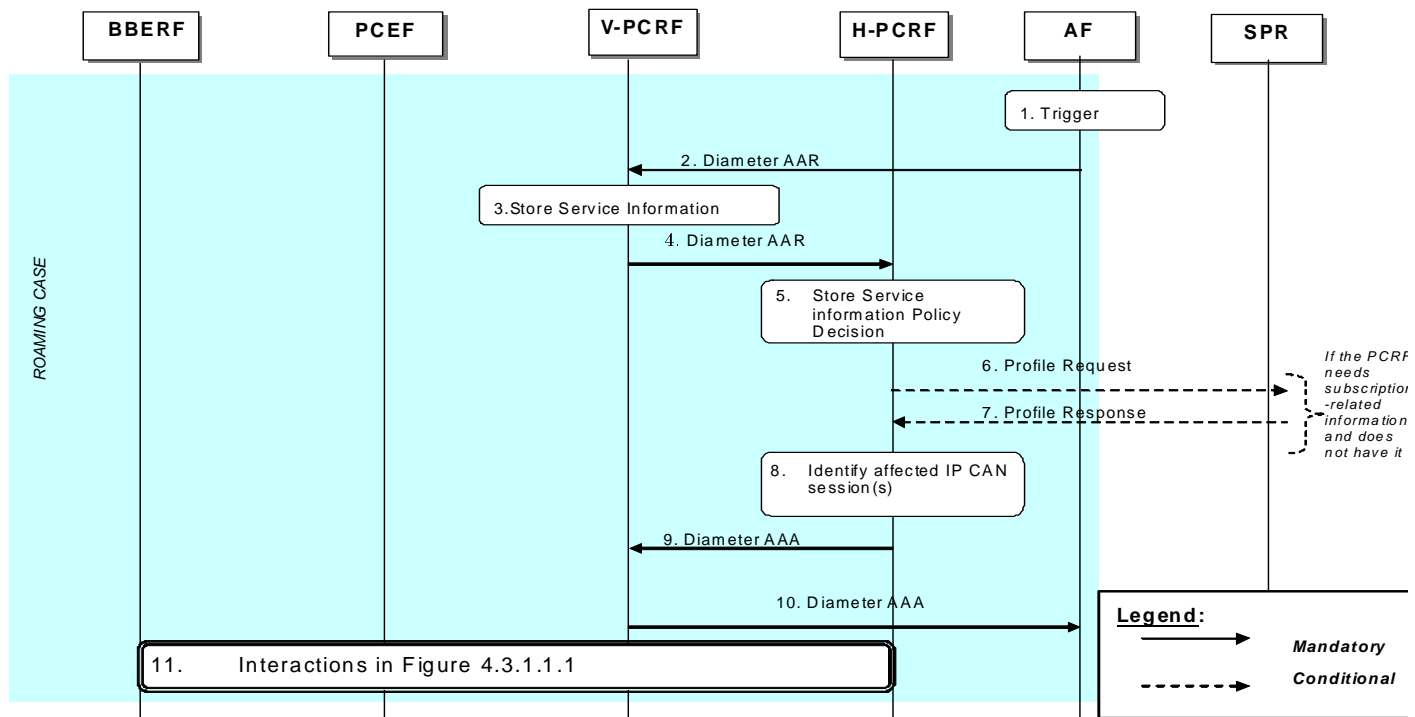 BBERF
PCEF
V-PCRF
H-PCRF
AF
SPR
1. Trigger
2. Diameter AAR
3.Store Service Information
4. Diameter AAR
5. Store Service
information Policy
Decision
6. Profile Request
If the PCRF
needs
subscription
-related
information
and does
not have it
7. Profile Response
8. Identify affected IP CAN
session(s)
9. Diameter AAA
10. Diameter AAA
11. Interactions in Figure 4.3.1.1.1
ROAMING CASE
Legend:
Mandatory
Conditional